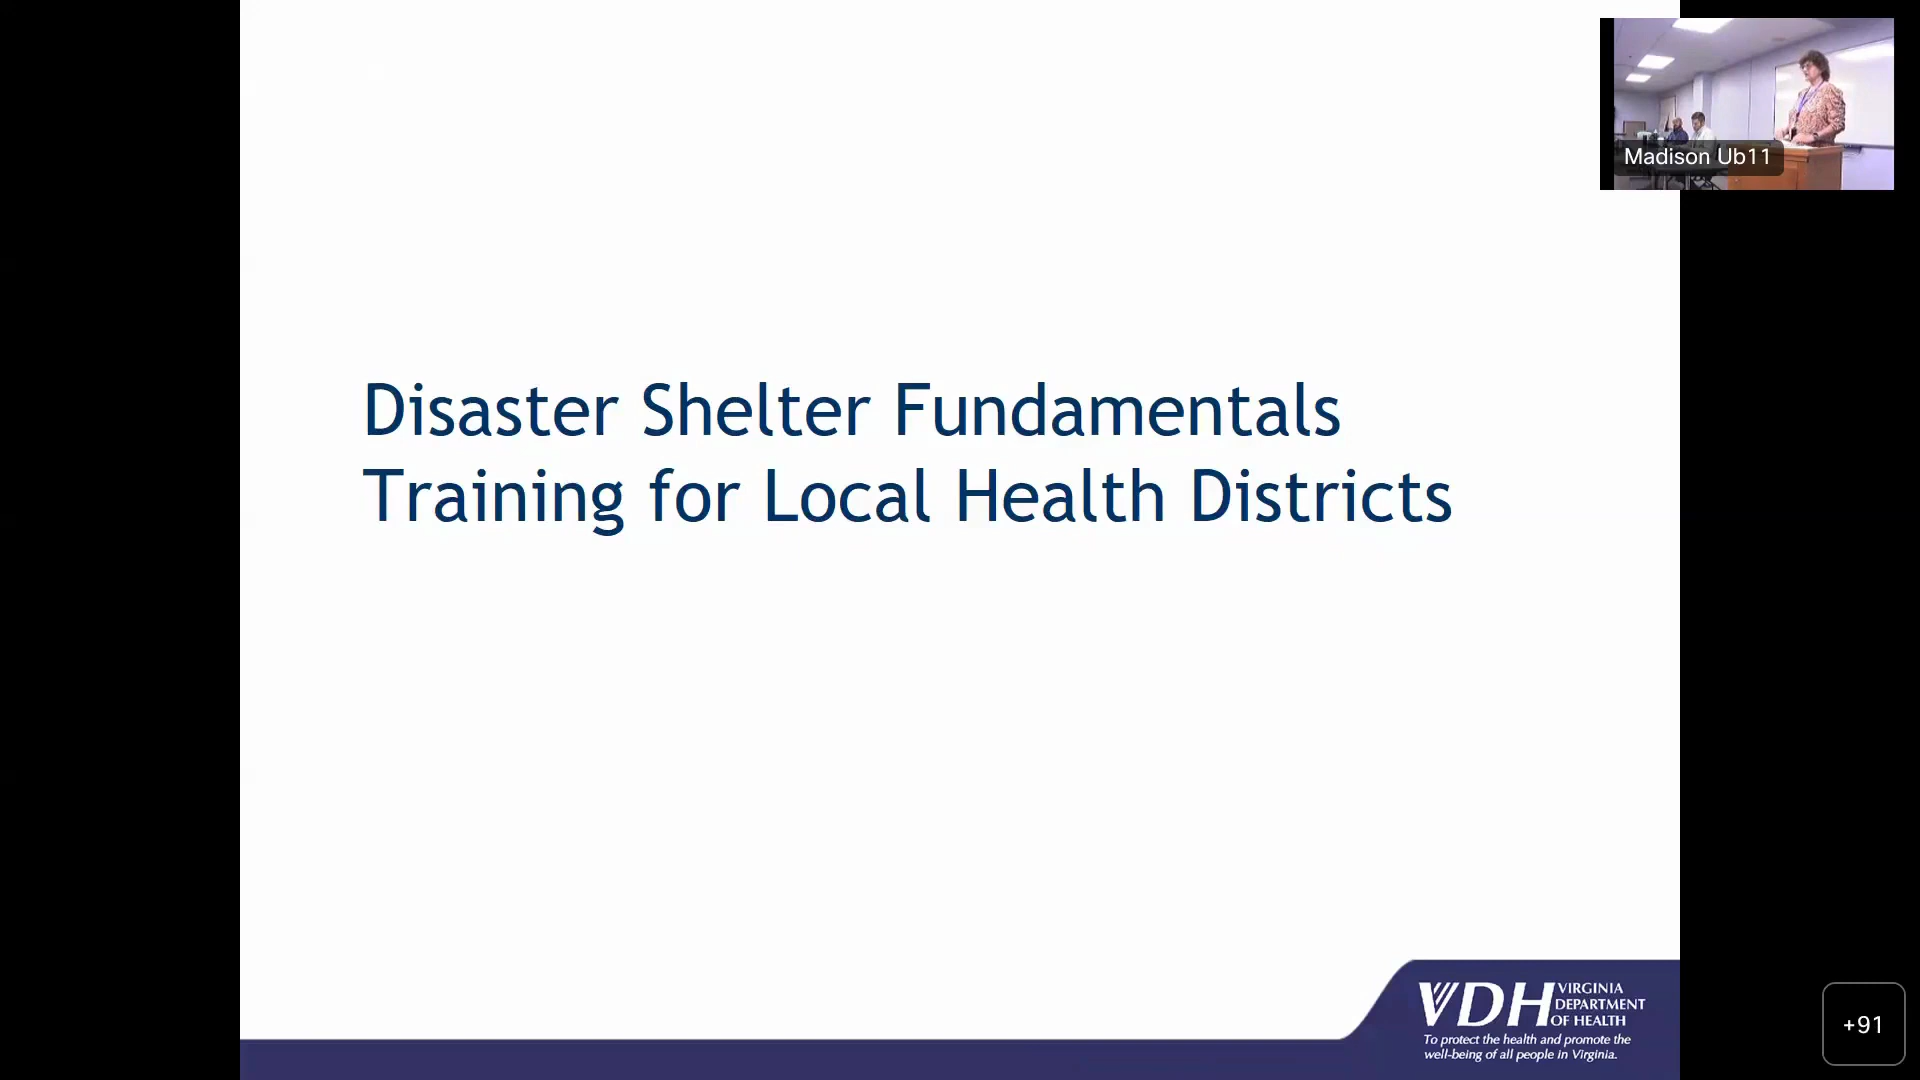 Madison Ub11
Disaster Shelter Fundamentals
Training for Local Health Districts
VDH VIRGINIA
DEPARTMENT
OF HEALTH
To protect the health and promote the
well-being of all people in Virginia.
+91